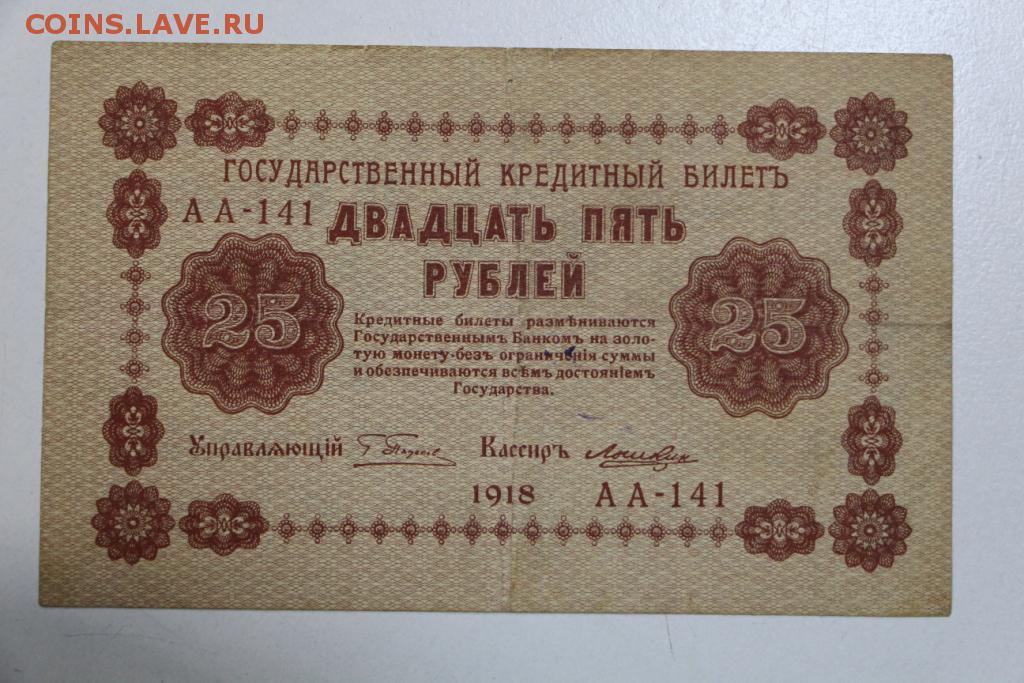 COINS.LAVE.RU
ГОСУДАРСТВЕННЫЙ КРЕДИТНЫЙ БИЛЕТЪ
АА-141 ДВАДЦАТЬ ПЯТЬ
РУБЛЕЙ
25 25
Кредитные билеты размѣниваются
Государственнымъ Банкомъ на золо-
тую монету безъ ограниченія суммы
и обезпечиваются всѣмъ достояніемъ
Государства.
Управляющій Кассиръ
1918 АА-141